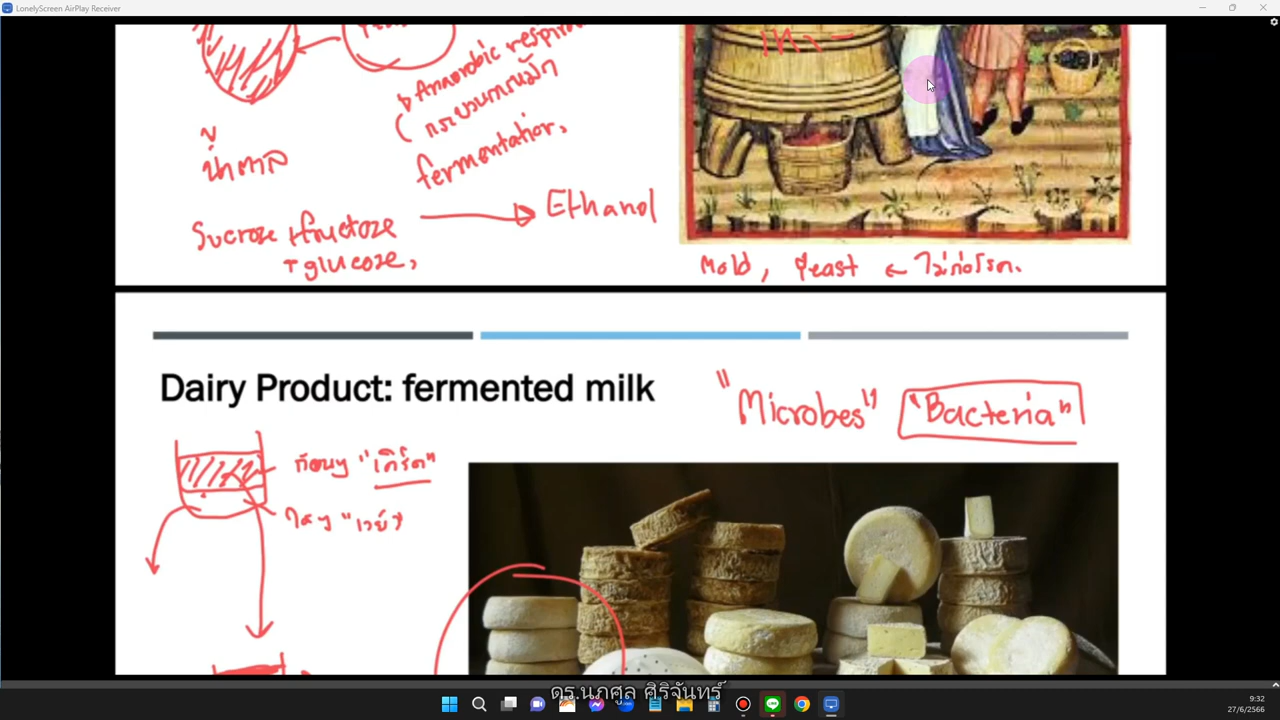 LonelyScreen AirPlay Receiver
Anaerobic respira
กระบวนการหมัก
fermentation,
น้ำตาล
Sucrose + fructoze
+ glucoze,
Ethanol
Mold, Yeast ← ไม่ก่อโรค.
Dairy Product: fermented milk
"Microbes" "Bacteria"
ก้อนๆ "เคิร์ด"
ใสๆ "เวย์"
ดร.นภศูล ศิริจันทร์
9:32
27/6/2566